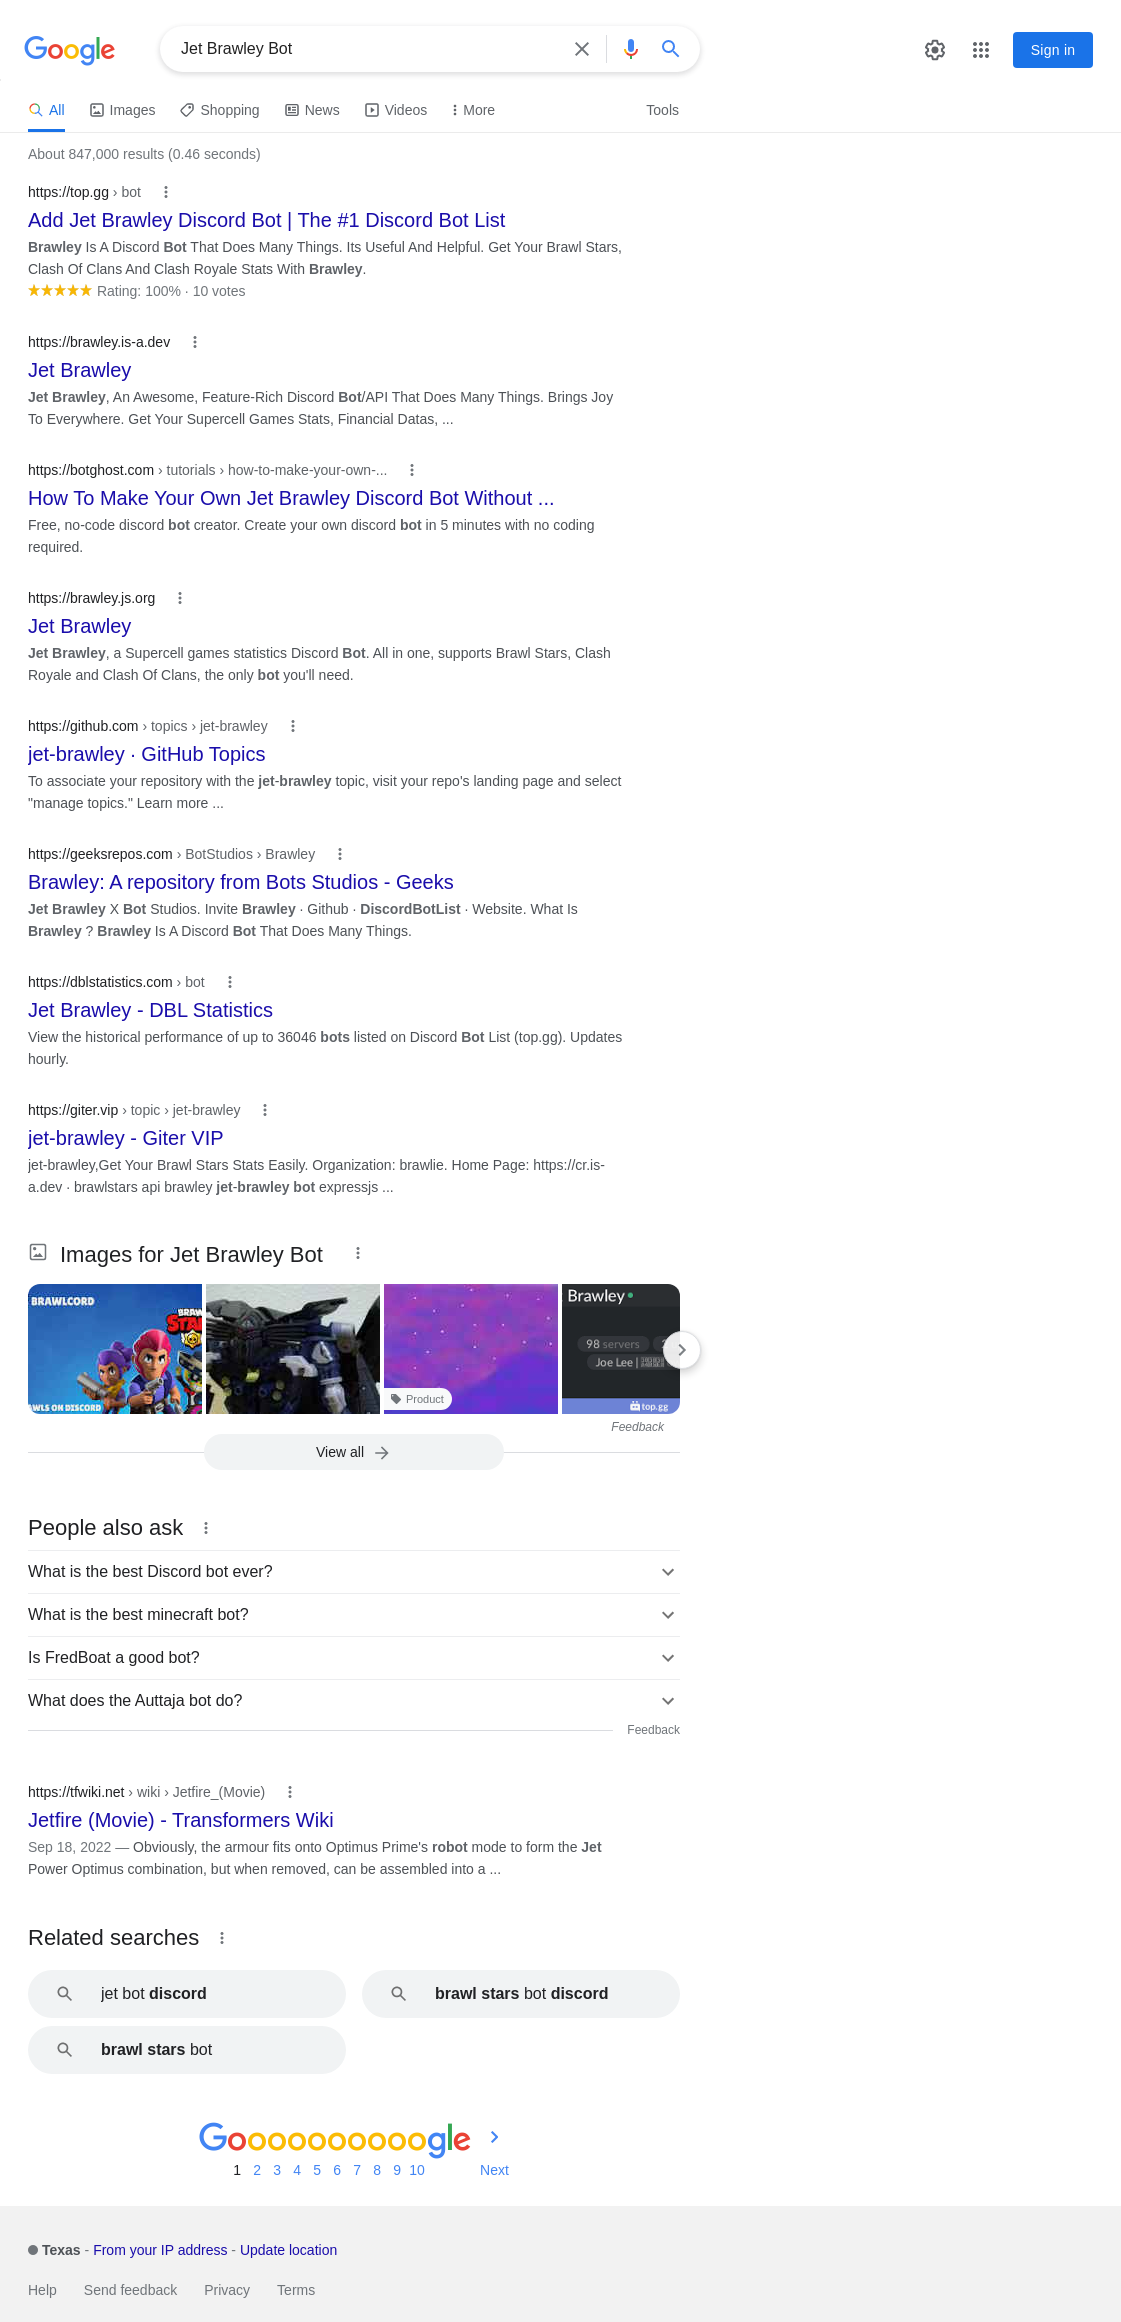 Google
Jet Brawley Bot
Sign in
All Images Shopping News Videos More Tools
About 847,000 results (0.46 seconds)
https://top.gg › bot
Add Jet Brawley Discord Bot | The #1 Discord Bot List
Brawley Is A Discord Bot That Does Many Things. Its Useful And Helpful. Get Your Brawl Stars,
Clash Of Clans And Clash Royale Stats With Brawley.
Rating: 100% · 10 votes
https://brawley.is-a.dev
Jet Brawley
Jet Brawley, An Awesome, Feature-Rich Discord Bot/API That Does Many Things. Brings Joy
To Everywhere. Get Your Supercell Games Stats, Financial Datas, ...
https://botghost.com › tutorials › how-to-make-your-own-...
How To Make Your Own Jet Brawley Discord Bot Without ...
Free, no-code discord bot creator. Create your own discord bot in 5 minutes with no coding
required.
https://brawley.js.org
Jet Brawley
Jet Brawley, a Supercell games statistics Discord Bot. All in one, supports Brawl Stars, Clash
Royale and Clash Of Clans, the only bot you'll need.
https://github.com › topics › jet-brawley
jet-brawley · GitHub Topics
To associate your repository with the jet-brawley topic, visit your repo's landing page and select
"manage topics." Learn more ...
https://geeksrepos.com › BotStudios › Brawley
Brawley: A repository from Bots Studios - Geeks
Jet Brawley X Bot Studios. Invite Brawley · Github · DiscordBotList · Website. What Is
Brawley ? Brawley Is A Discord Bot That Does Many Things.
https://dblstatistics.com › bot
Jet Brawley - DBL Statistics
View the historical performance of up to 36046 bots listed on Discord Bot List (top.gg). Updates
hourly.
https://giter.vip › topic › jet-brawley
jet-brawley - Giter VIP
jet-brawley,Get Your Brawl Stars Stats Easily. Organization: brawlie. Home Page: https://cr.is-
a.dev · brawlstars api brawley jet-brawley bot expressjs ...
Images for Jet Brawley Bot
BRAWLCORD
AWLS ON DISCORD
Product
Brawley
98 servers
Joe Lee |
top.gg
Feedback
View all
People also ask
What is the best Discord bot ever?
What is the best minecraft bot?
Is FredBoat a good bot?
What does the Auttaja bot do?
Feedback
https://tfwiki.net › wiki › Jetfire_(Movie)
Jetfire (Movie) - Transformers Wiki
Sep 18, 2022 — Obviously, the armour fits onto Optimus Prime's robot mode to form the Jet
Power Optimus combination, but when removed, can be assembled into a ...
Related searches
jet bot discord
brawl stars bot discord
brawl stars bot
Goooooooooogle
1 2 3 4 5 6 7 8 9 10 Next
Texas - From your IP address - Update location
Help Send feedback Privacy Terms